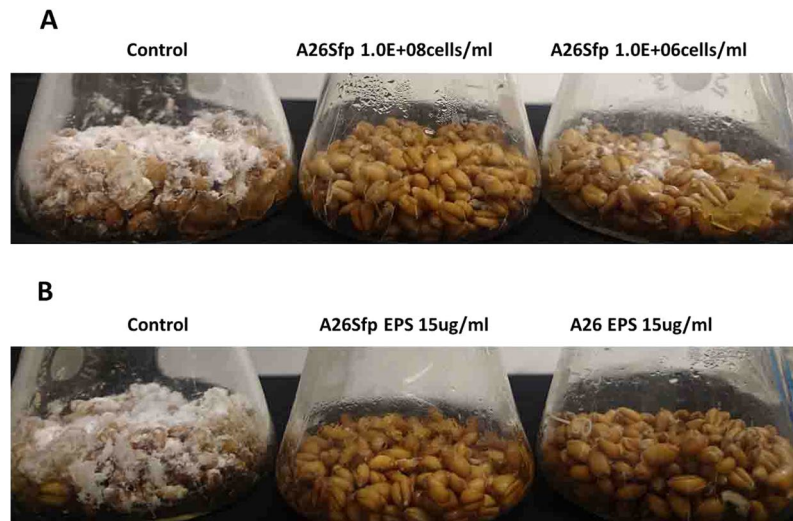 A
Control A26Sfp 1.0E+08cells/ml A26Sfp 1.0E+06cells/ml
B
Control A26Sfp EPS 15ug/ml A26 EPS 15ug/ml